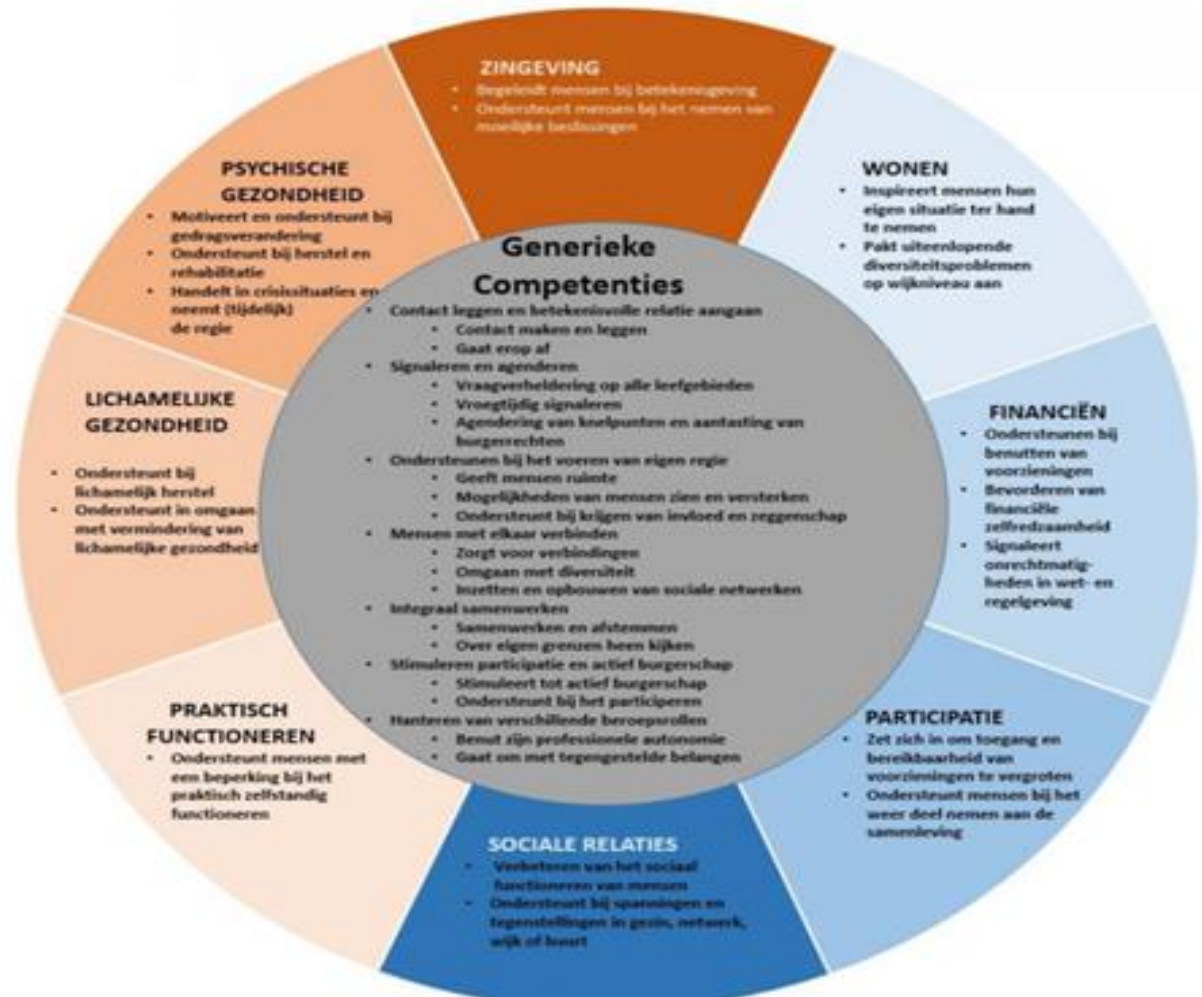 ZINGEVING
• Begeleidt mensen bij betekenisgeving
• Ondersteunt mensen bij het nemen van
moeilijke beslissingen
WONEN
• Inspireert mensen hun
eigen situatie ter hand
te nemen
• Pakt uiteenlopende
diversiteitsproblemen
op wijkniveau aan
FINANCIËN
• Ondersteunen bij
benutten van
voorzieningen
• Bevorderen van
financiële
zelfredzaamheid
• Signaleert
onrechtmatig-
heden in wet- en
regelgeving
PARTICIPATIE
• Zet zich in om toegang en
bereikbaarheid van
voorzieningen te vergroten
• Ondersteunt mensen bij het
weer deel nemen aan de
samenleving
SOCIALE RELATIES
• Verbeteren van het sociaal
functioneren van mensen
• Ondersteunt bij spanningen en
tegenstellingen in gezin, netwerk,
wijk of buurt
PRAKTISCH
FUNCTIONEREN
• Ondersteunt mensen met
een beperking bij het
praktisch zelfstandig
functioneren
LICHAMELIJKE
GEZONDHEID
• Ondersteunt bij
lichamelijk herstel
• Ondersteunt in omgaan
met vermindering van
lichamelijke gezondheid
PSYCHISCHE
GEZONDHEID
• Motiveert en ondersteunt bij
gedragsverandering
• Ondersteunt bij herstel en
rehabilitatie
• Handelt in crisissituaties en
neemt (tijdelijk)
de regie
Generieke
Competenties
• Contact leggen en betekenisvolle relatie aangaan
• Contact maken en leggen
• Gaat erop af
• Signaleren en agenderen
• Vraagverheldering op alle leefgebieden
• Vroegtijdig signaleren
• Agendering van knelpunten en aantasting van
burgerrechten
• Ondersteunen bij het voeren van eigen regie
• Geeft mensen ruimte
• Mogelijkheden van mensen zien en versterken
• Ondersteunt bij krijgen van invloed en zeggenschap
• Mensen met elkaar verbinden
• Zorgt voor verbindingen
• Omgaan met diversiteit
• Inzetten en opbouwen van sociale netwerken
• Integraal samenwerken
• Samenwerken en afstemmen
• Over eigen grenzen heen kijken
• Stimuleren participatie en actief burgerschap
• Stimuleert tot actief burgerschap
• Ondersteunt bij het participeren
• Hanteren van verschillende beroepsrollen
• Benut zijn professionele autonomie
• Gaat om met tegengestelde belangen